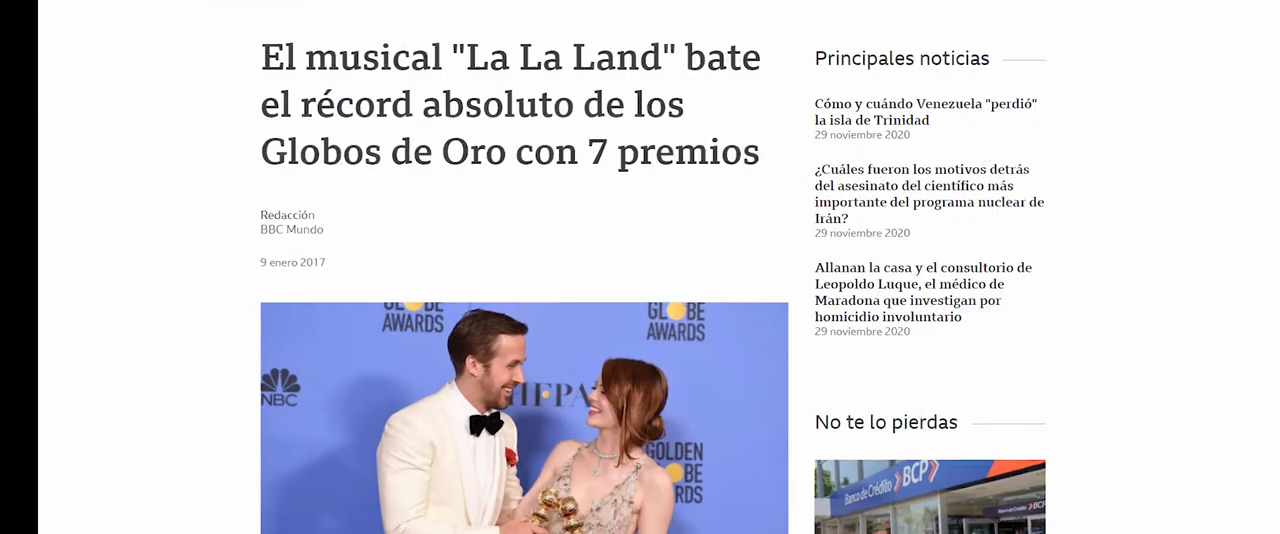 El musical "La La Land" bate
el récord absoluto de los
Globos de Oro con 7 premios
Redacción
BBC Mundo
9 enero 2017
GLOBE
AWARDS
GLOBE
AWARDS
NBC
HFPA
GOLDEN
GLOBE
AWARDS
Principales noticias
Cómo y cuándo Venezuela "perdió"
la isla de Trinidad
29 noviembre 2020
¿Cuáles fueron los motivos detrás
del asesinato del científico más
importante del programa nuclear de
Irán?
29 noviembre 2020
Allanan la casa y el consultorio de
Leopoldo Luque, el médico de
Maradona que investigan por
homicidio involuntario
29 noviembre 2020
No te lo pierdas
Banco de Crédito BCP